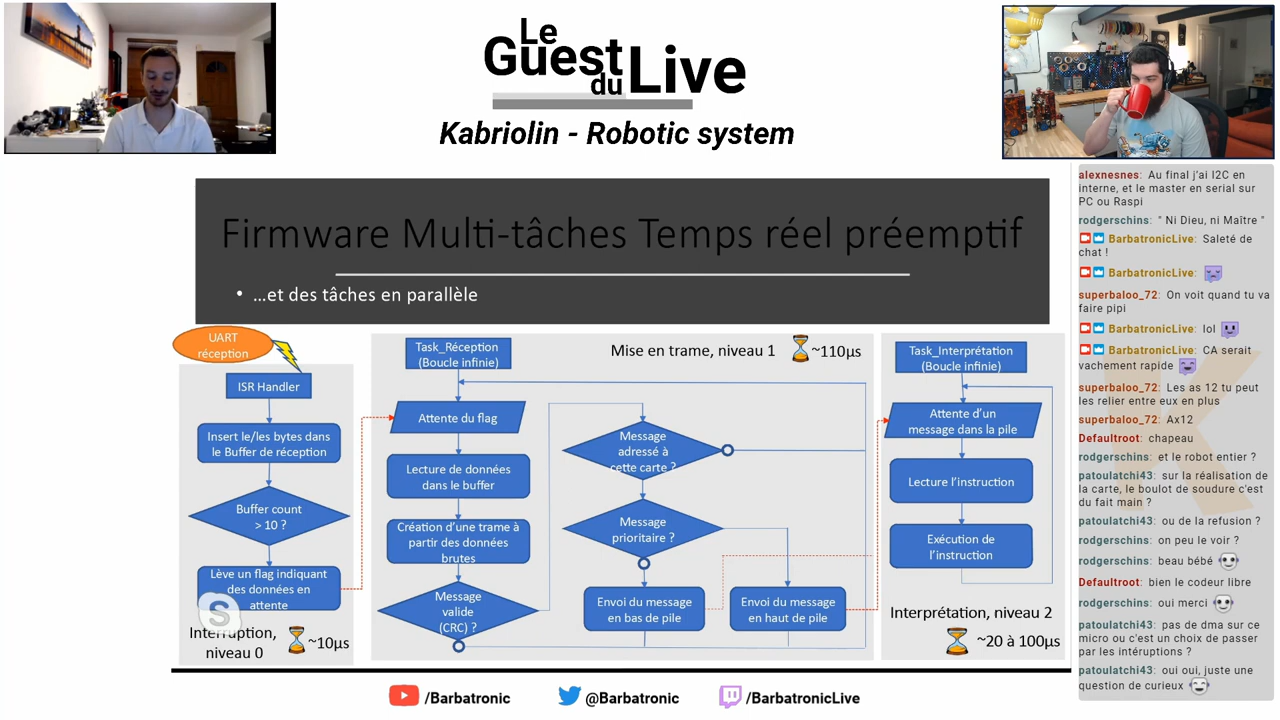 Le
Guest
du Live
Kabriolin - Robotic system
Firmware Multi-tâches Temps réel préemptif
• ...et des tâches en parallèle
UART
réception
ISR Handler
Insert le/les bytes dans
le Buffer de réception
Buffer count
> 10 ?
Lève un flag indiquant
des données en
attente
Interruption,
niveau 0
~10µs
Task_Réception
(Boucle infinie)
Mise en trame, niveau 1
~110µs
Attente du flag
Lecture de données
dans le buffer
Création d'une trame à
partir des données
brutes
Message
valide
(CRC) ?
Message
adressé à
cette carte ?
Message
prioritaire ?
Envoi du message
en bas de pile
Envoi du message
en haut de pile
Task_Interprétation
(Boucle infinie)
Attente d'un
message dans la pile
Lecture l'instruction
Exécution de
l'instruction
Interprétation, niveau 2
~20 à 100µs
/Barbatronic
@Barbatronic
/BarbatronicLive
alexnesnes: Au final j'ai I2C en
interne, et le master en serial sur
PC ou Raspi
rodgerschins: " Ni Dieu, ni Maître "
BarbatronicLive: Saleté de
chat !
BarbatronicLive:
superbaloo_72: On voit quand tu va
faire pipi
BarbatronicLive: lol
BarbatronicLive: CA serait
vachement rapide
superbaloo_72: Les as 12 tu peut
les relier entre eux en plus
superbaloo_72: Ax12
Defaultroot: chapeau
rodgerschins: et le robot entier ?
patoulatchi43: sur la réalisation de
la carte, le boulot de soudure c'est
du fait main ?
patoulatchi43: ou de la refusion ?
rodgerschins: on peu le voir ?
rodgerschins: beau bébé
Defaultroot: bien le codeur libre
rodgerschins: oui merci
patoulatchi43: pas de dma sur ce
micro ou c'est un choix de passer
par les intéruptions ?
patoulatchi43: oui oui, juste une
question de curieux